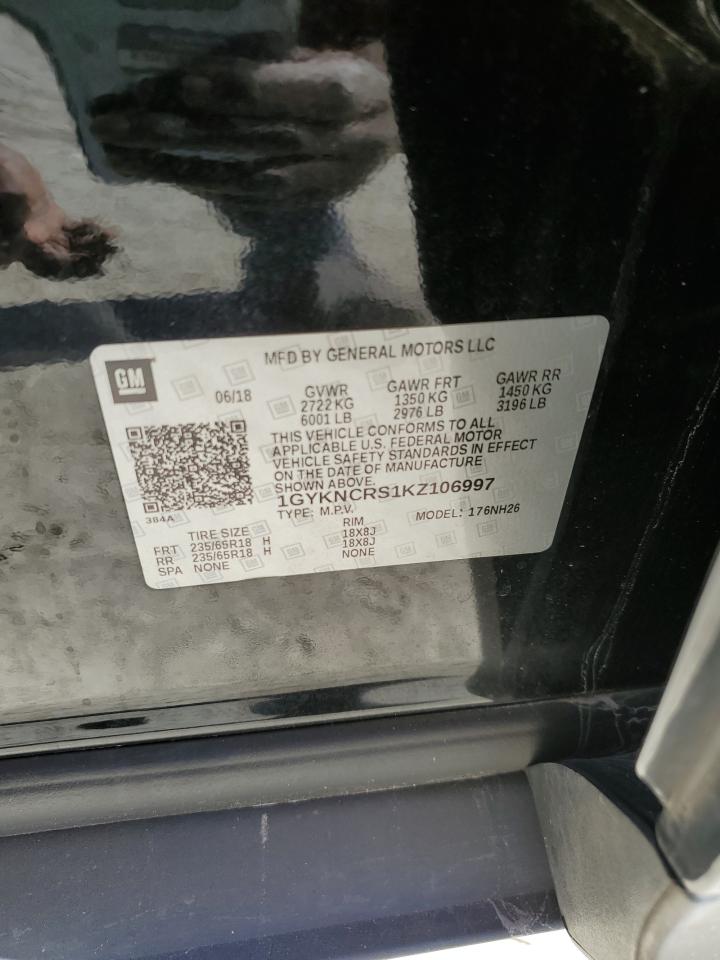 MFD BY GENERAL MOTORS LLC
GM
06/18
GVWR GAWR FRT GAWR RR
2722 KG 1350 KG 1450 KG
6001 LB 2976 LB 3196 LB
THIS VEHICLE CONFORMS TO ALL
APPLICABLE U.S. FEDERAL MOTOR
VEHICLE SAFETY STANDARDS IN EFFECT
ON THE DATE OF MANUFACTURE
SHOWN ABOVE.
1GYKNCRS1KZ106997
384A
TYPE: M.P.V. MODEL: 176NH26
TIRE SIZE RIM
FRT 235/65R18 H 18X8J
RR 235/65R18 H 18X8J
SPA NONE NONE